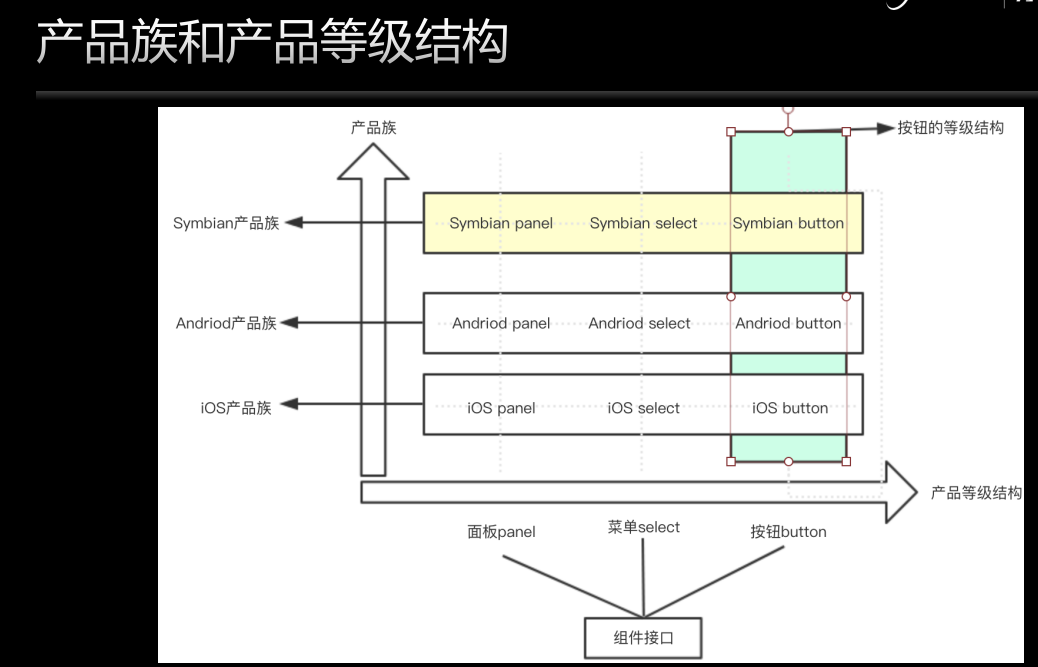 产品族和产品等级结构
产品族
按钮的等级结构
Symbian产品族
Symbian panel
Symbian select
Symbian button
Andriod产品族
Andriod panel
Andriod select
Andriod button
iOS产品族
iOS panel
iOS select
iOS button
产品等级结构
面板panel
菜单select
按钮button
组件接口